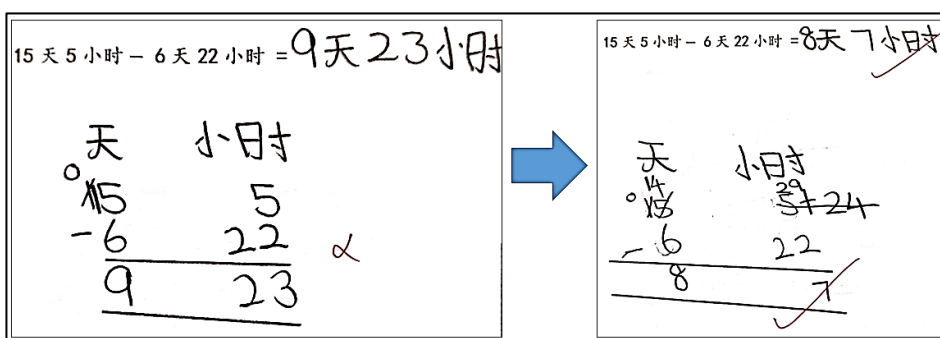 15 天 5 小时 – 6 天 22 小时 = 9天23小时
天 小时
0
15 5
- 6 22
9 23
15 天 5 小时 – 6 天 22 小时 = 8天 7小时
天 小时
14 29
0 15 5+24
- 6 22
8 7